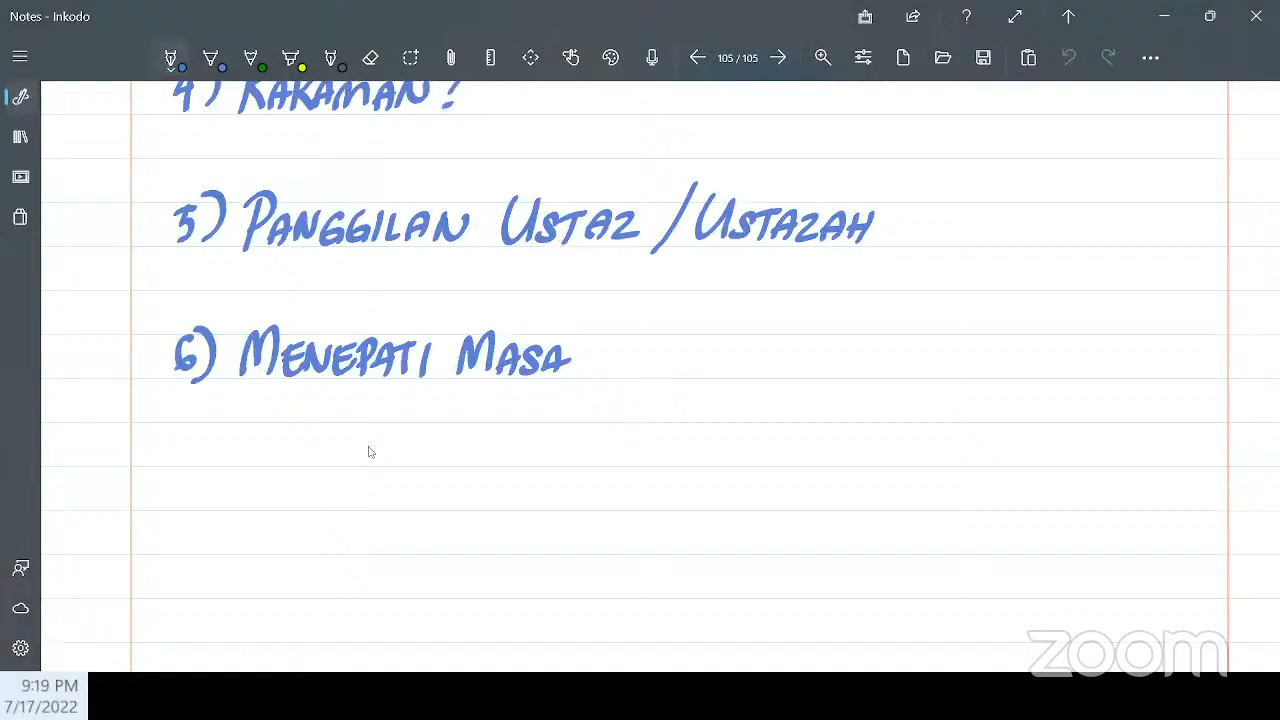 Notes - Inkodo
105 / 105
4) RAKAMAN?
5) PANGGILAN USTAZ / USTAZAH
6) MENEPATI MASA
zoom
9:19 PM
7/17/2022